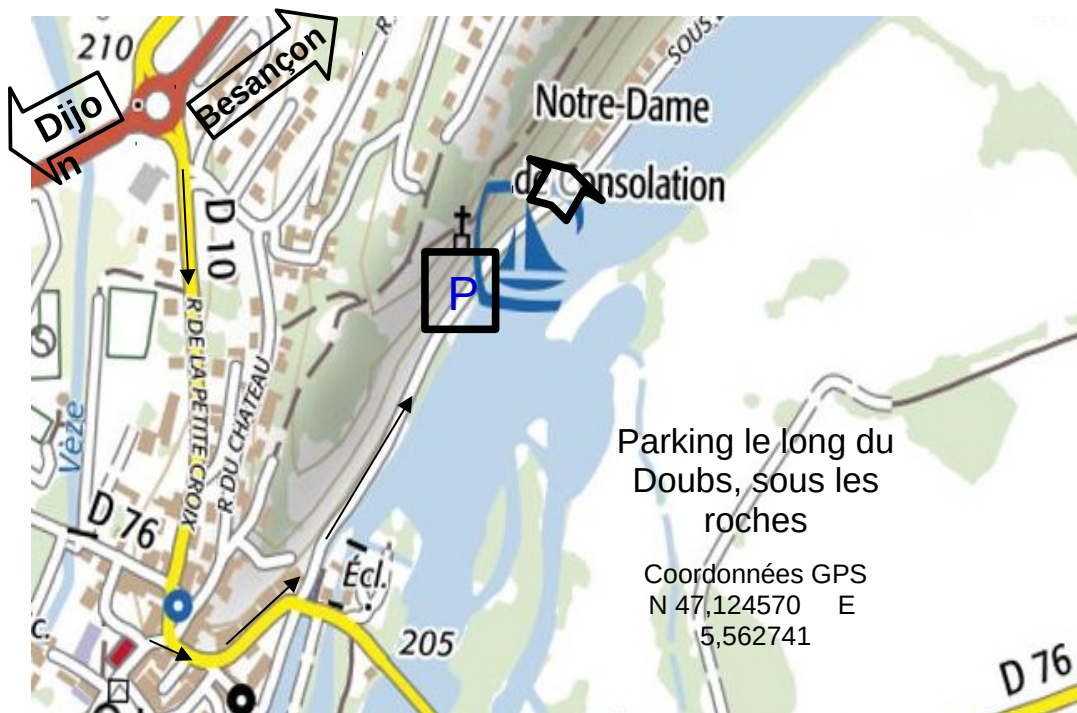 210
Dijo
n
Besançon
R.
SOUS
Notre-Dame
de Consolation
D 10
P
R DE LA PETITE CROIX
R DU CHATEAU
Vèze
D 76
Parking le long du
Doubs, sous les
roches
Coordonnées GPS
N 47,124570 E
5,562741
Écl.
205
c.
D 76